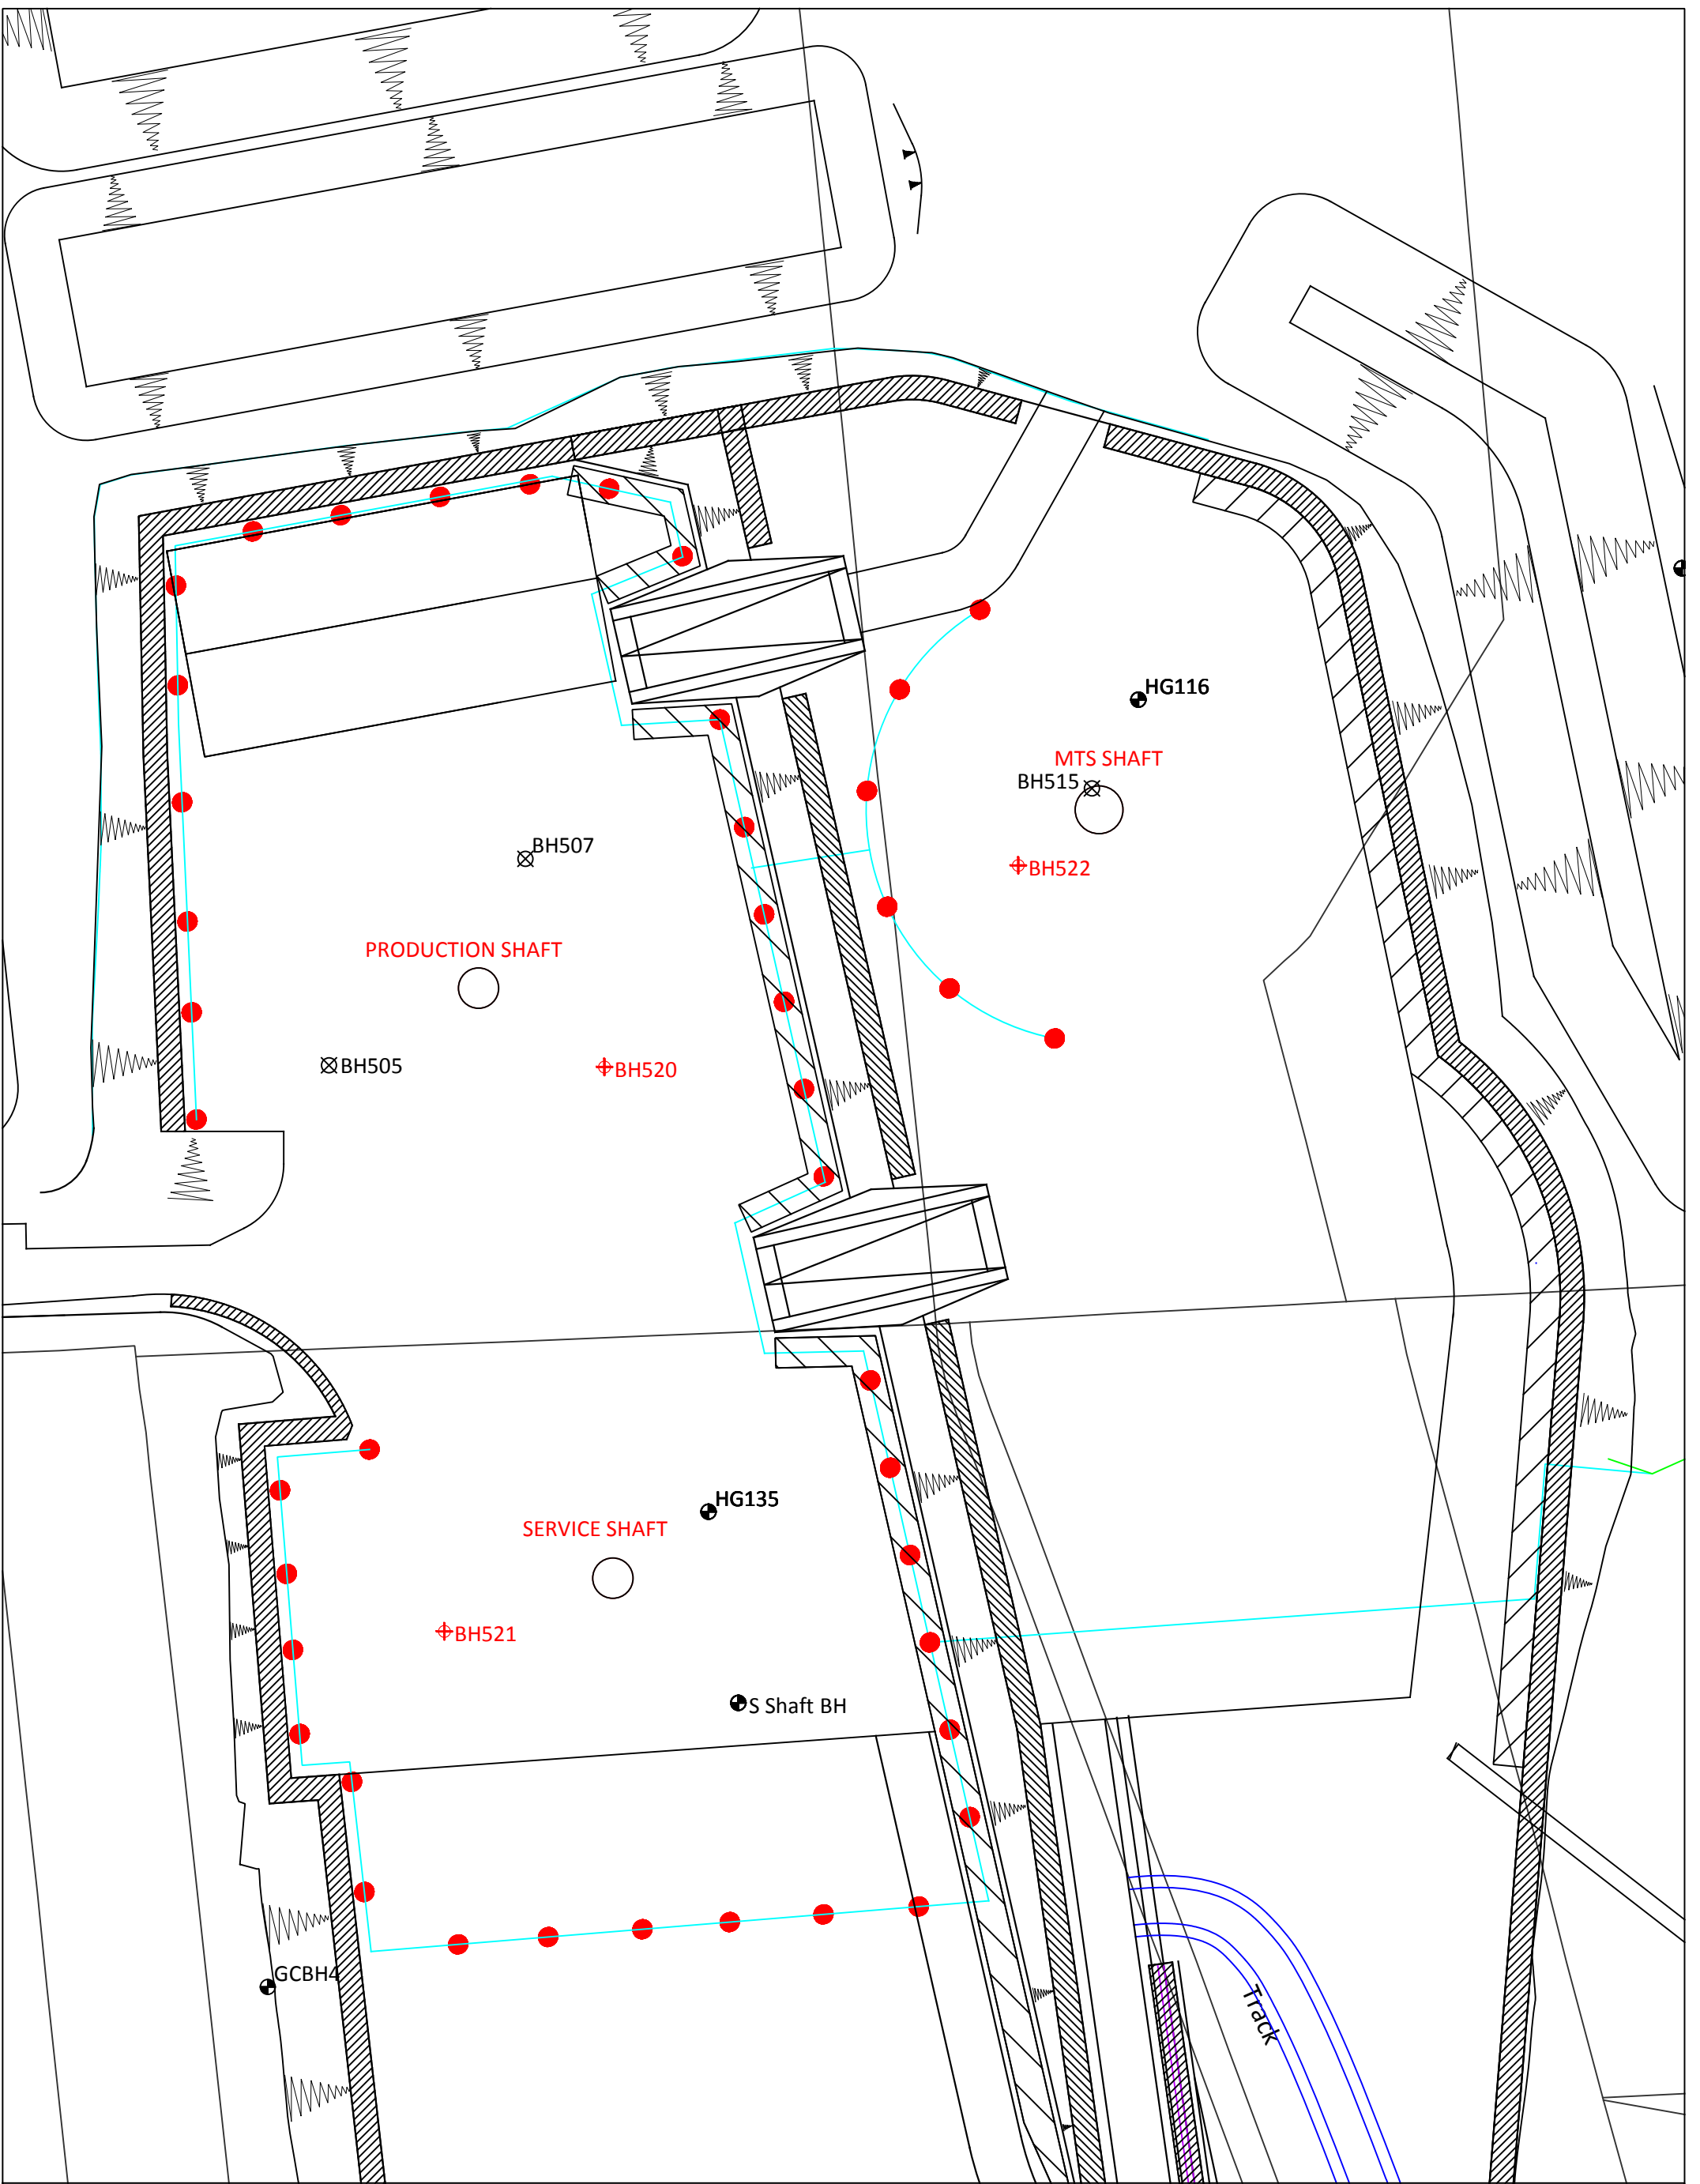 HG116
MTS SHAFT
BH515
BH507
BH522
PRODUCTION SHAFT
BH505
BH520
HG135
SERVICE SHAFT
BH521
S Shaft BH
GCBH4
Track